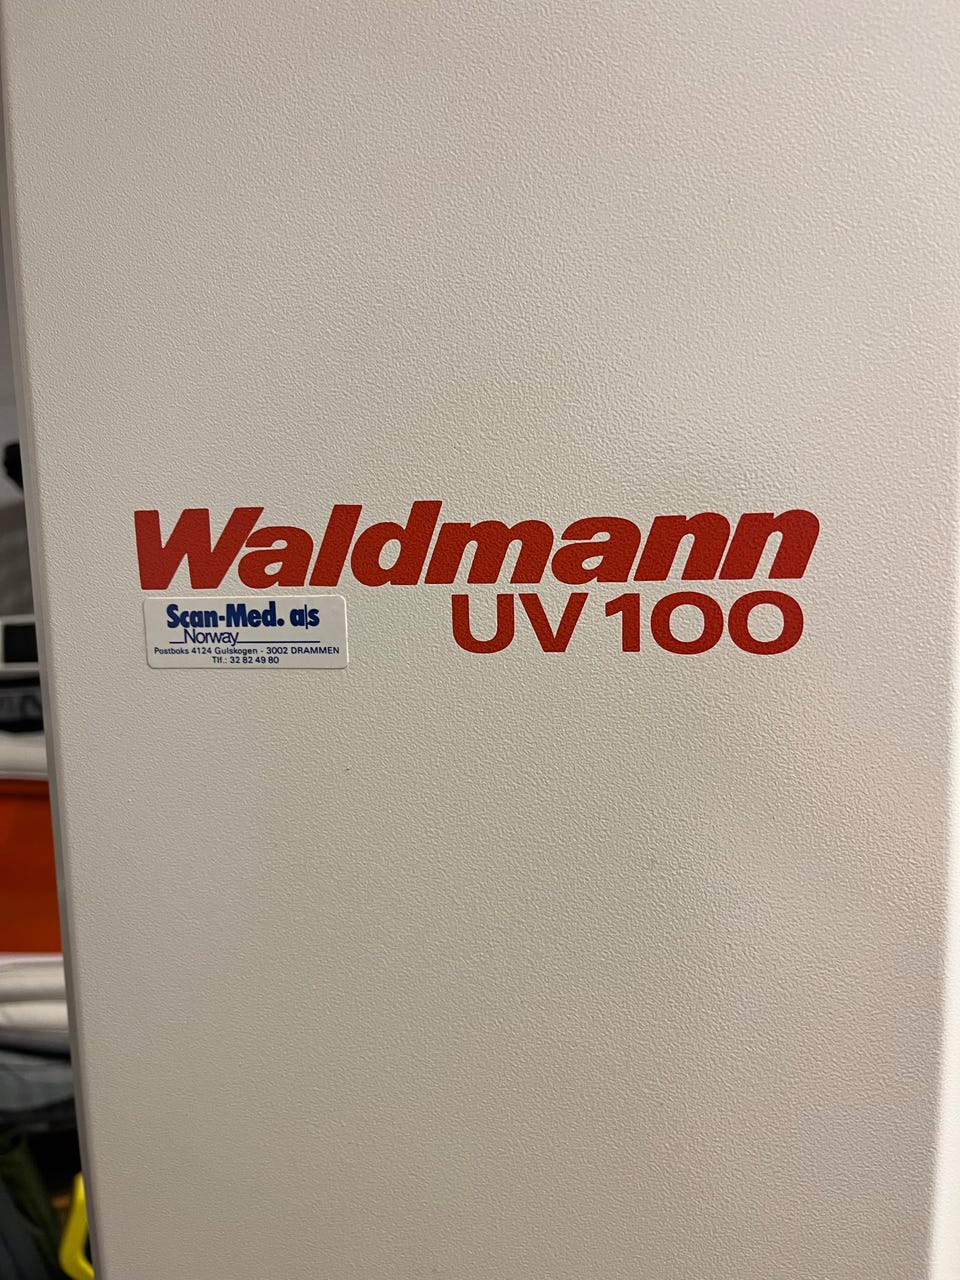 Waldmann
UV 100
Scan-Med. a|s
Norway
Postboks 4124 Gulskogen - 3002 DRAMMEN
Tlf.: 32 82 49 80